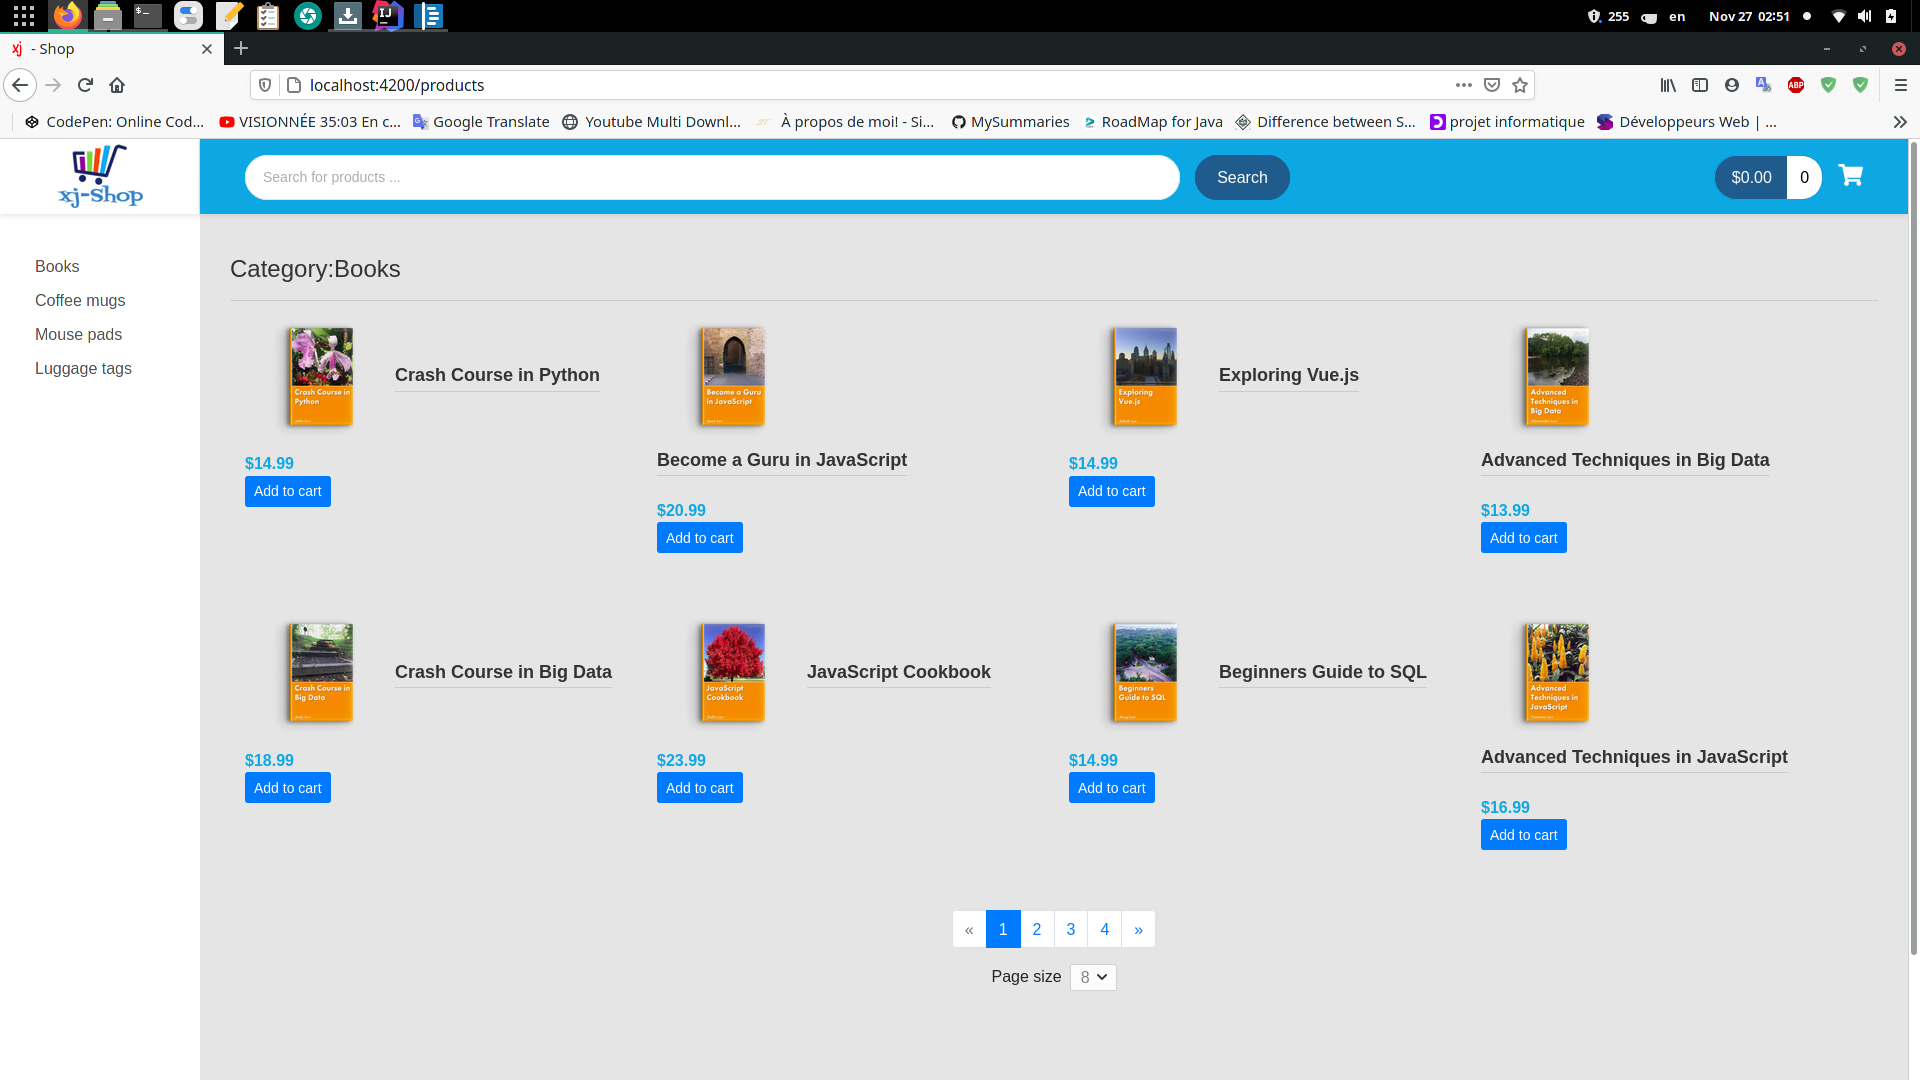 255 en Nov 27 02:51
xj - Shop
localhost:4200/products
CodePen: Online Cod... VISIONNÉE 35:03 En c... Google Translate Youtube Multi Downl... À propos de moi! - Si... MySummaries RoadMap for Java Difference between S... projet informatique Développeurs Web | ...
xj-Shop
Search for products ...
Search
$0.00 0
Books
Coffee mugs
Mouse pads
Luggage tags
Category:Books
Crash Course in
Python
Crash Course in Python
$14.99
Add to cart
Become a Guru
in JavaScript
Become a Guru in JavaScript
$20.99
Add to cart
Exploring
Vue.js
Exploring Vue.js
$14.99
Add to cart
Advanced
Techniques in
Big Data
Advanced Techniques in Big Data
$13.99
Add to cart
Crash Course in
Big Data
Crash Course in Big Data
$18.99
Add to cart
JavaScript
Cookbook
JavaScript Cookbook
$23.99
Add to cart
Beginners
Guide to SQL
Beginners Guide to SQL
$14.99
Add to cart
Advanced
Techniques in
JavaScript
Advanced Techniques in JavaScript
$16.99
Add to cart
« 1 2 3 4 »
Page size 8